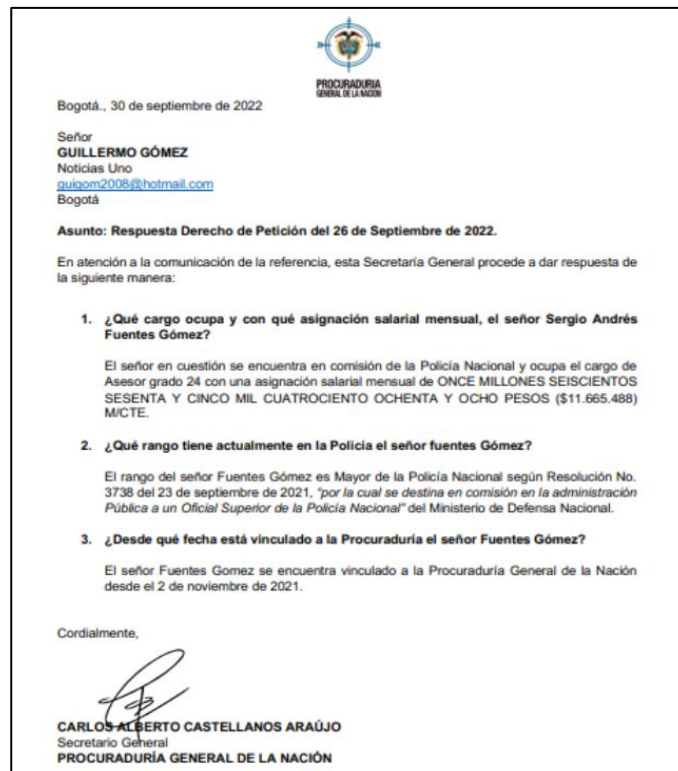 PROCURADURIA
GENERAL DE LA NACION
Bogotá., 30 de septiembre de 2022
Señor
GUILLERMO GÓMEZ
Noticias Uno
guigom2008@hotmail.com
Bogotá
Asunto: Respuesta Derecho de Petición del 26 de Septiembre de 2022.
En atención a la comunicación de la referencia, esta Secretaría General procede a dar respuesta de
la siguiente manera:
1. ¿Qué cargo ocupa y con qué asignación salarial mensual, el señor Sergio Andrés
Fuentes Gómez?
El señor en cuestión se encuentra en comisión de la Policía Nacional y ocupa el cargo de
Asesor grado 24 con una asignación salarial mensual de ONCE MILLONES SEISCIENTOS
SESENTA Y CINCO MIL CUATROCIENTO OCHENTA Y OCHO PESOS ($11.665.488)
M/CTE.
2. ¿Qué rango tiene actualmente en la Policía el señor fuentes Gómez?
El rango del señor Fuentes Gómez es Mayor de la Policía Nacional según Resolución No.
3738 del 23 de septiembre de 2021, “por la cual se destina en comisión en la administración
Pública a un Oficial Superior de la Policía Nacional” del Ministerio de Defensa Nacional.
3. ¿Desde qué fecha está vinculado a la Procuraduría el señor Fuentes Gómez?
El señor Fuentes Gomez se encuentra vinculado a la Procuraduría General de la Nación
desde el 2 de noviembre de 2021.
Cordialmente,
CARLOS ALBERTO CASTELLANOS ARAÚJO
Secretario General
PROCURADURÍA GENERAL DE LA NACIÓN